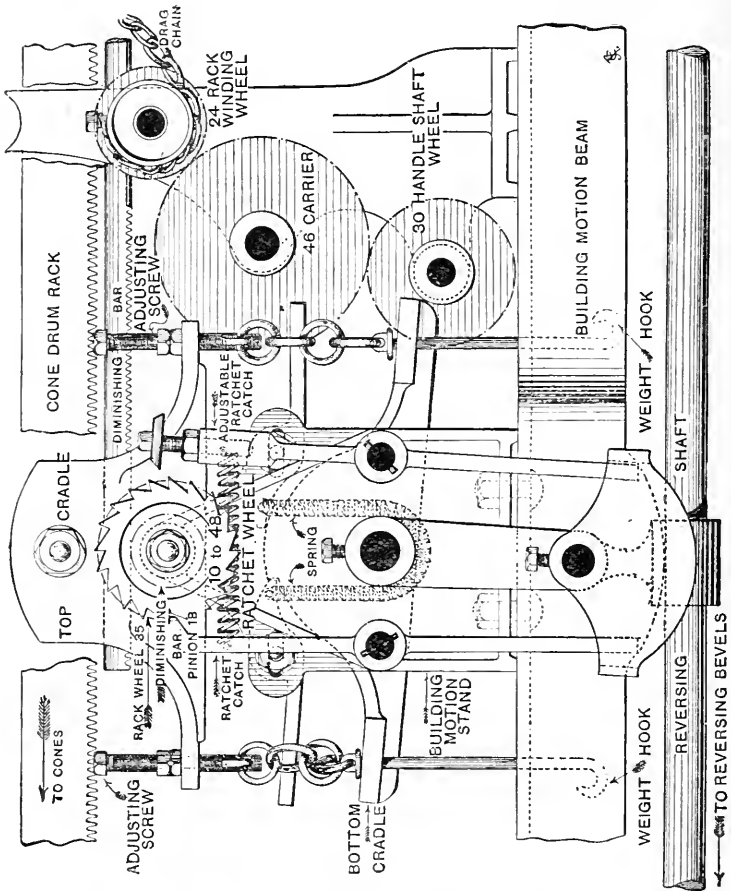 TO CONES
CONE DRUM RACK
TOP
CRADLE
ADJUSTING
SCREW
RACK WHEEL 35
DIMINISHING
BAR
PINION 18
DIMINISHING
BAR
ADJUSTING
SCREW
DRAG
CHAIN
24 RACK
WINDING
WHEEL
RATCHET
CATCH
10 to 48
RATCHET WHEEL
ADJUSTABLE
RATCHET
CATCH
SPRING
46 CARRIER
30 HANDLE SHAFT
WHEEL
BOTTOM
CRADLE
BUILDING
MOTION
STAND
BUILDING MOTION BEAM
WEIGHT HOOK
WEIGHT HOOK
REVERSING SHAFT
TO REVERSING BEVELS